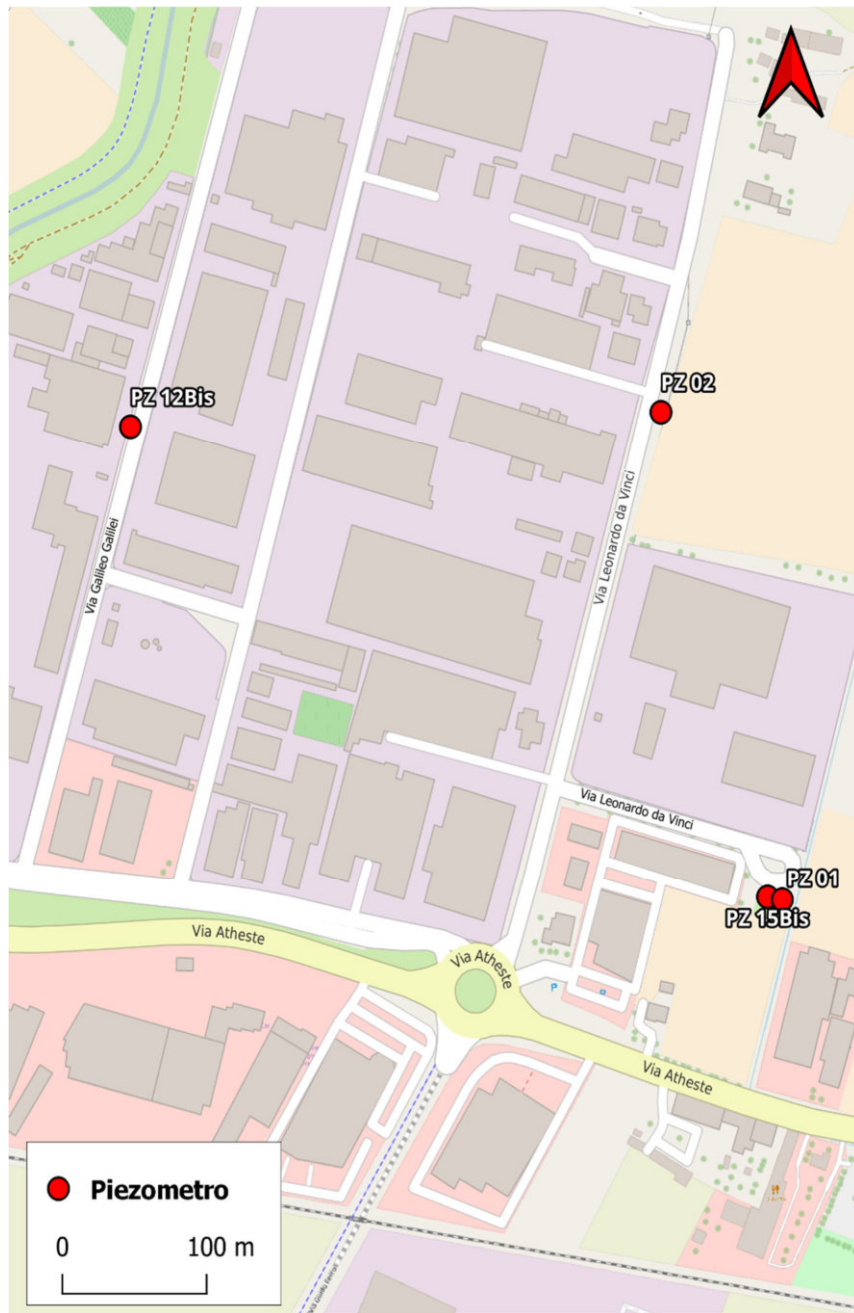 PZ 02
PZ 12Bis
Via Leonardo da Vinci
Via Galileo Galilei
Via Leonardo da Vinci
PZ 01
PZ 15Bis
Via Atheste
Via Atheste
Via Atheste
P
Piezometro
0 100 m